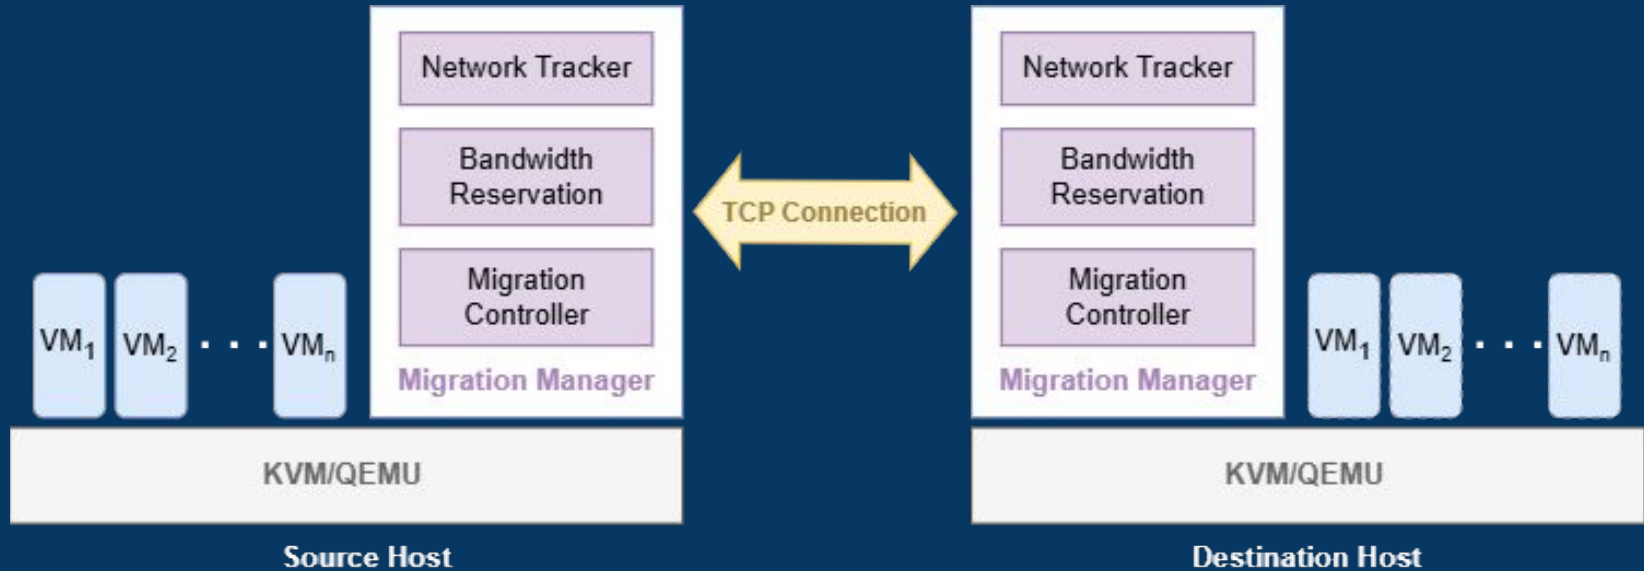 Network Tracker
Bandwidth
Reservation
Migration
Controller
Migration Manager
VM1
VM2
. . .
VMn
KVM/QEMU
Source Host
TCP Connection
Network Tracker
Bandwidth
Reservation
Migration
Controller
Migration Manager
VM1
VM2
. . .
VMn
KVM/QEMU
Destination Host